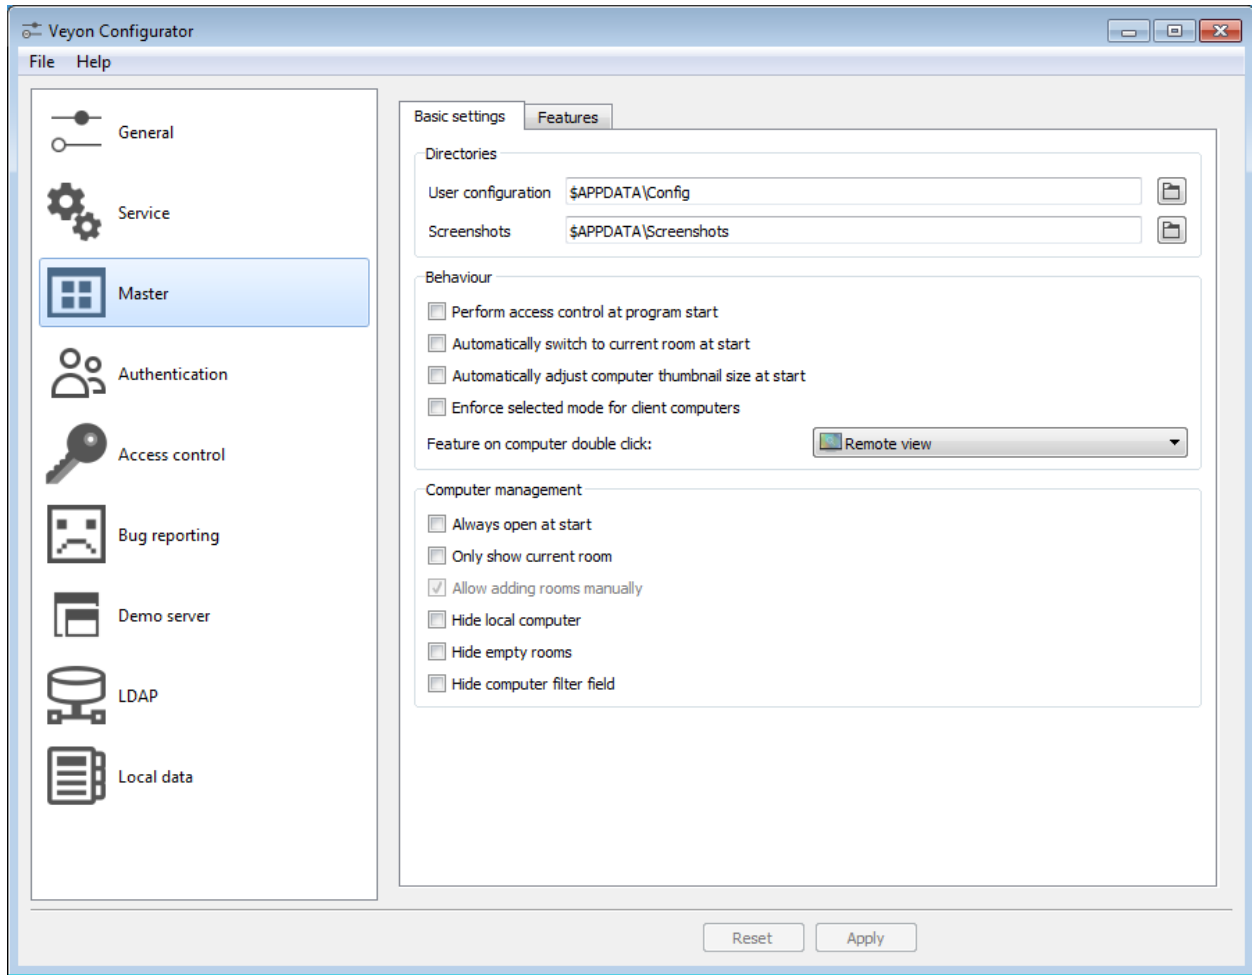 Veyon Configurator
File Help
General
Service
Master
Authentication
Access control
Bug reporting
Demo server
LDAP
Local data
Basic settings Features
Directories
User configuration $APPDATA\Config
Screenshots $APPDATA\Screenshots
Behaviour
Perform access control at program start
Automatically switch to current room at start
Automatically adjust computer thumbnail size at start
Enforce selected mode for client computers
Feature on computer double click: Remote view
Computer management
Always open at start
Only show current room
Allow adding rooms manually
Hide local computer
Hide empty rooms
Hide computer filter field
Reset Apply